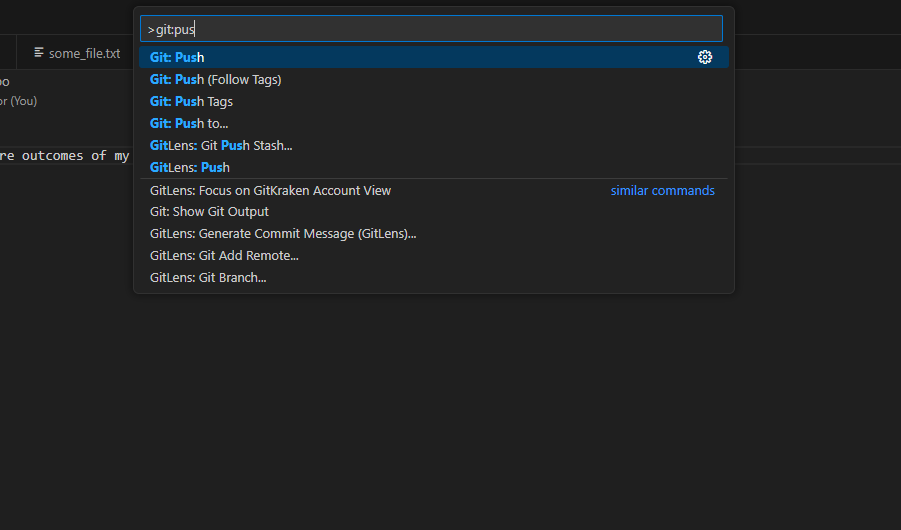 >git:pus
Git: Push
some_file.txt
Git: Push (Follow Tags)
or (You)
Git: Push Tags
Git: Push to...
GitLens: Git Push Stash...
re outcomes of my
GitLens: Push
GitLens: Focus on GitKraken Account View similar commands
Git: Show Git Output
GitLens: Generate Commit Message (GitLens)...
GitLens: Git Add Remote...
GitLens: Git Branch...